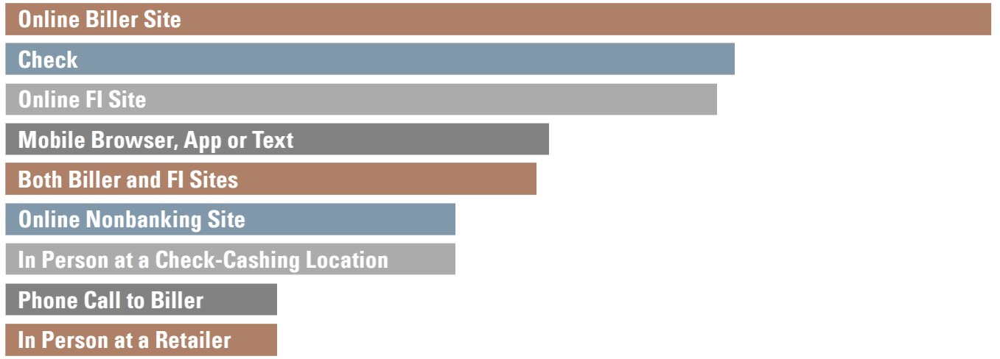 Online Biller Site
Check
Online FI Site
Mobile Browser, App or Text
Both Biller and FI Sites
Online Nonbanking Site
In Person at a Check-Cashing Location
Phone Call to Biller
In Person at a Retailer